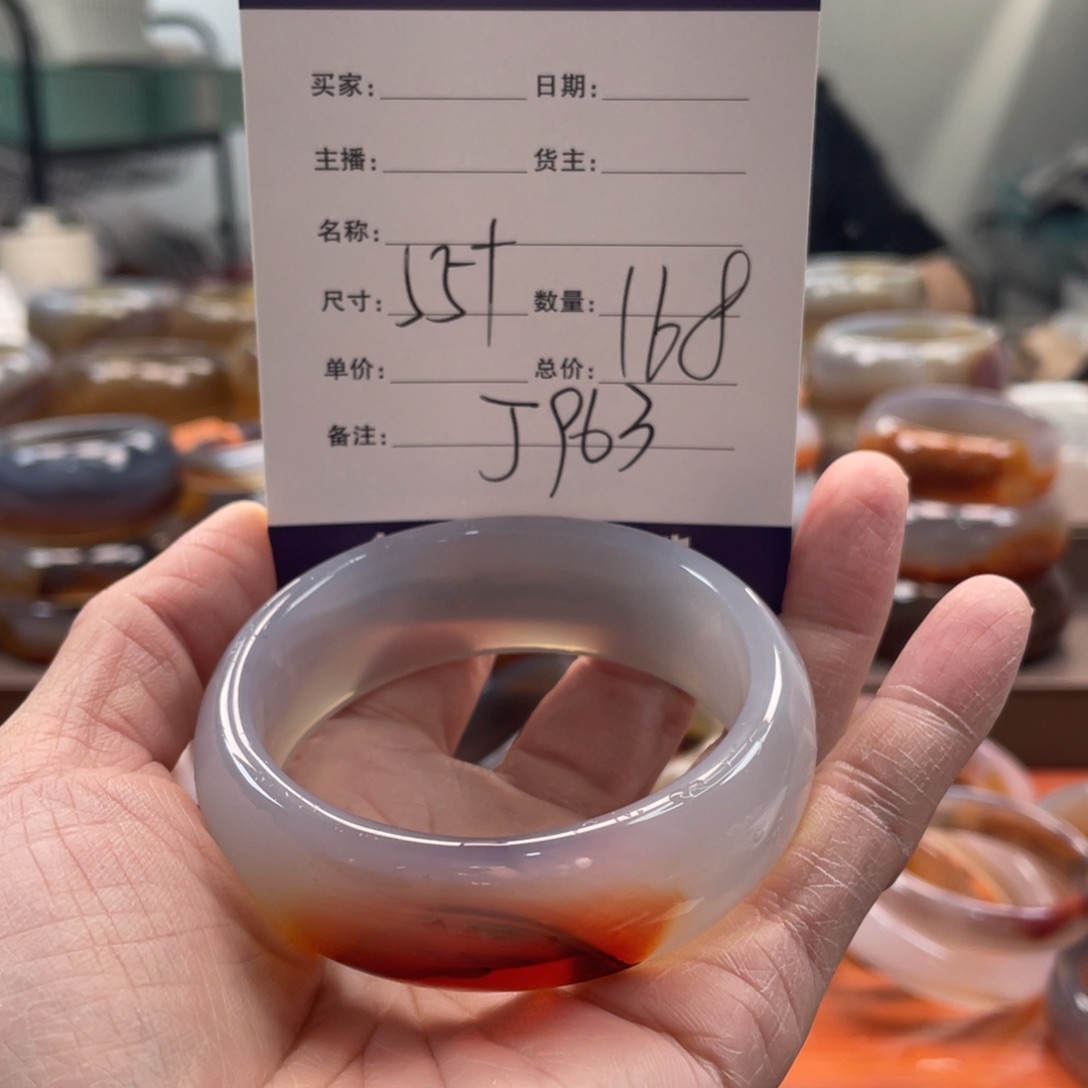 买家: 日期:
主播: 货主:
名称:
尺寸: 55+ 数量: 168
单价: 总价:
备注: J963